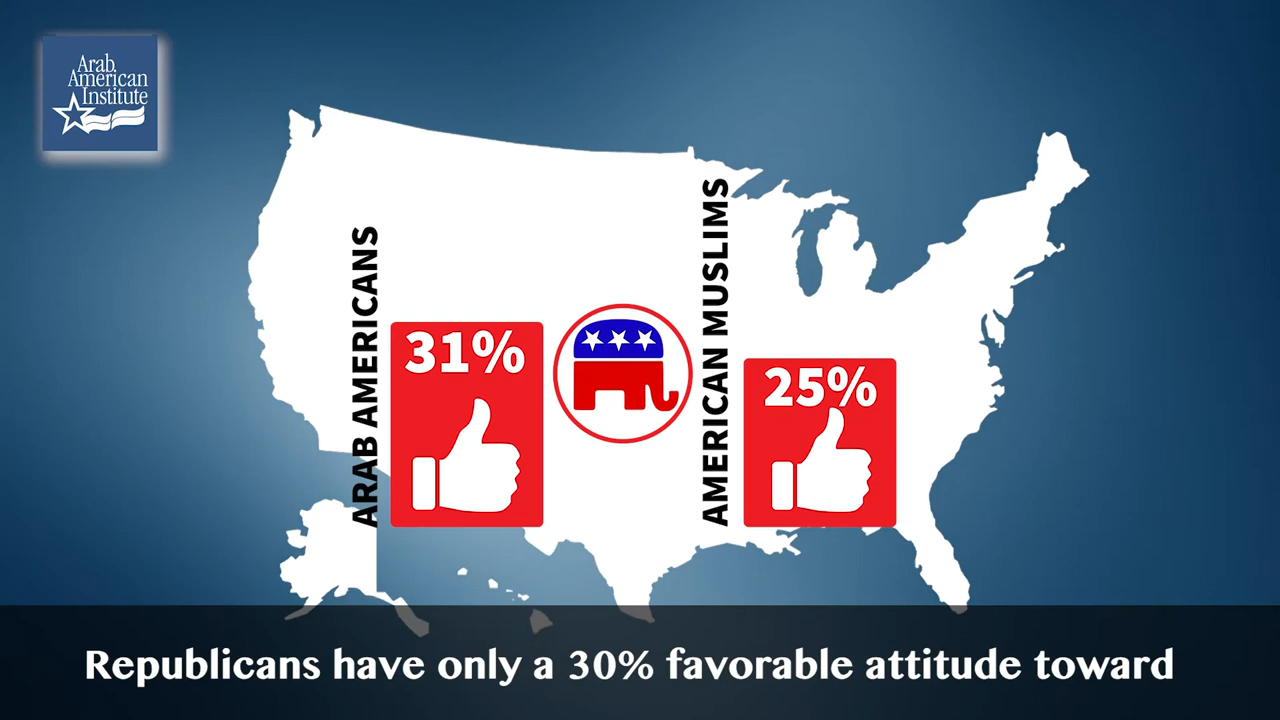 Arab
American
Institute
ARAB AMERICANS
31%
AMERICAN MUSLIMS
25%
Republicans have only a 30% favorable attitude toward